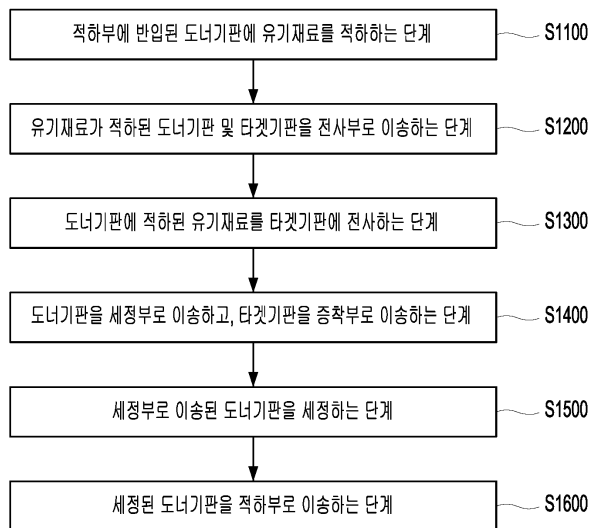 적하부에 반입된 도너기판에 유기재료를 적하하는 단계
S1100
유기재료가 적하된 도너기판 및 타겟기판을 전사부로 이송하는 단계
S1200
도너기판에 적하된 유기재료를 타겟기판에 전사하는 단계
S1300
도너기판을 세정부로 이송하고, 타겟기판을 증착부로 이송하는 단계
S1400
세정부로 이송된 도너기판을 세정하는 단계
S1500
세정된 도너기판을 적하부로 이송하는 단계
S1600